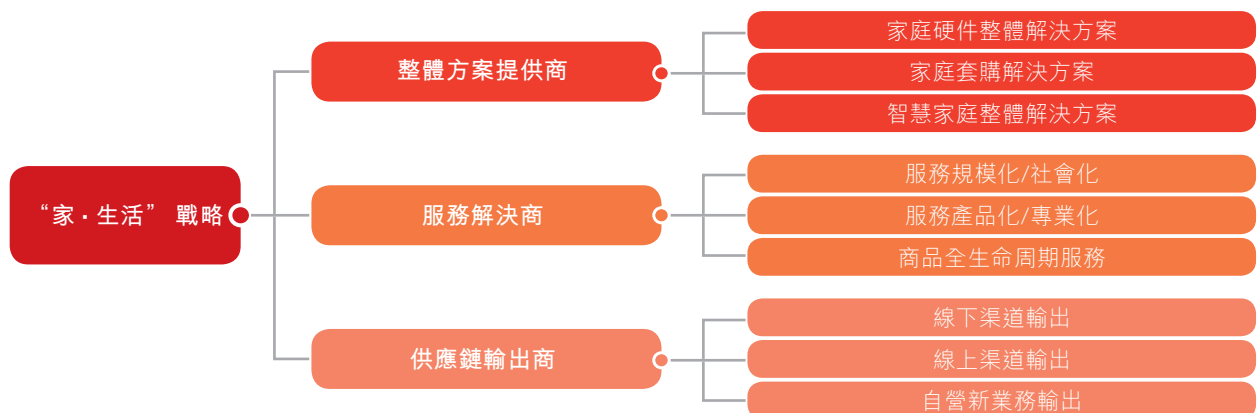 “家·生活” 戰略
整體方案提供商
家庭硬件整體解決方案
家庭套購解決方案
智慧家庭整體解決方案
服務解決商
服務規模化/社會化
服務產品化/專業化
商品全生命周期服務
供應鏈輸出商
線下渠道輸出
線上渠道輸出
自營新業務輸出